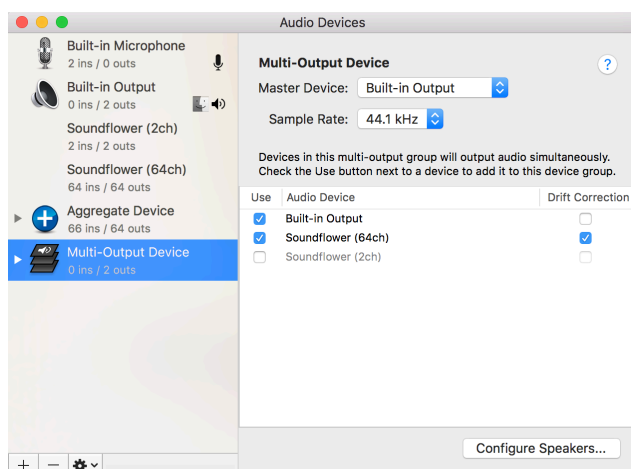 Audio Devices
Built-in Microphone
2 ins / 0 outs
Built-in Output
0 ins / 2 outs
Soundflower (2ch)
2 ins / 2 outs
Soundflower (64ch)
64 ins / 64 outs
Aggregate Device
66 ins / 64 outs
Multi-Output Device
0 ins / 2 outs
Multi-Output Device
?
Master Device: Built-in Output
Sample Rate: 44.1 kHz
Devices in this multi-output group will output audio simultaneously.
Check the Use button next to a device to add it to this device group.
Use Audio Device Drift Correction
Built-in Output
Soundflower (64ch)
Soundflower (2ch)
Configure Speakers...